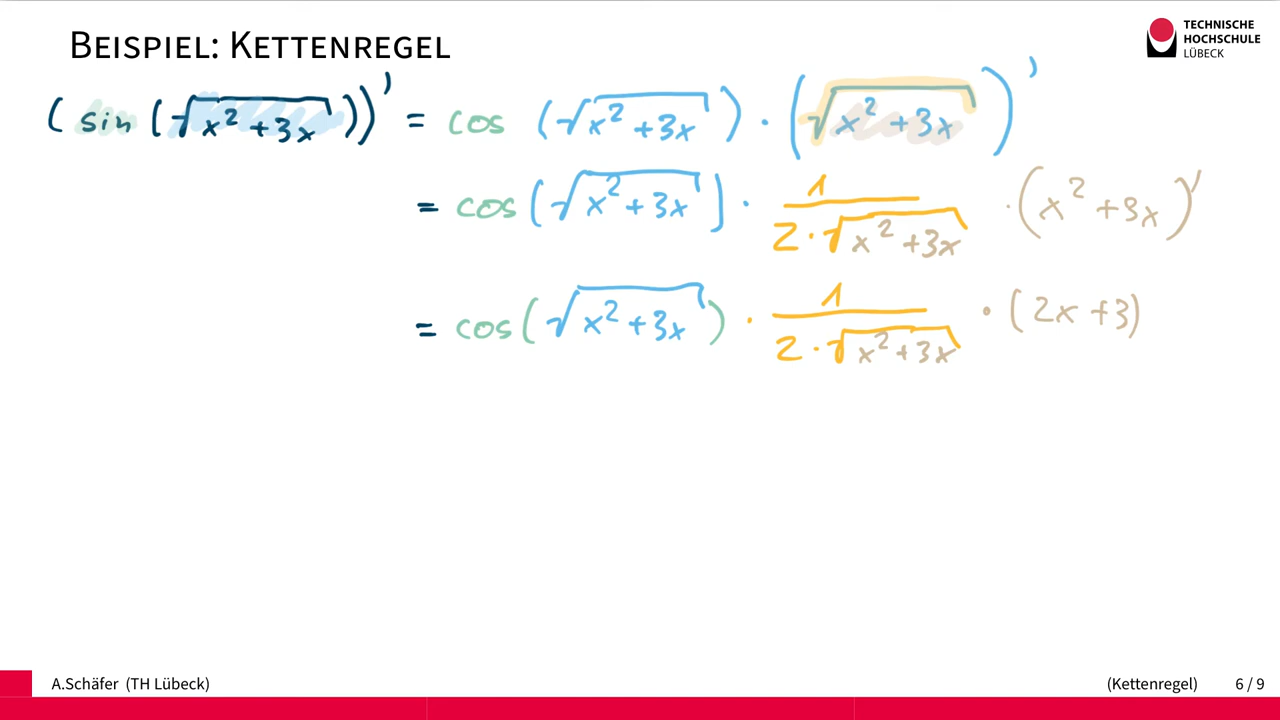 BEISPIEL: KETTENREGEL
TECHNISCHE
HOCHSCHULE
LÜBECK
(sin(√(x²+3x)))' = cos(√(x²+3x)) · (√(x²+3x))'
= cos(√(x²+3x)) · 1/(2·√(x²+3x)) · (x²+3x)'
= cos(√(x²+3x)) · 1/(2·√(x²+3x)) · (2x+3)
A.Schäfer (TH Lübeck) (Kettenregel) 6 / 9